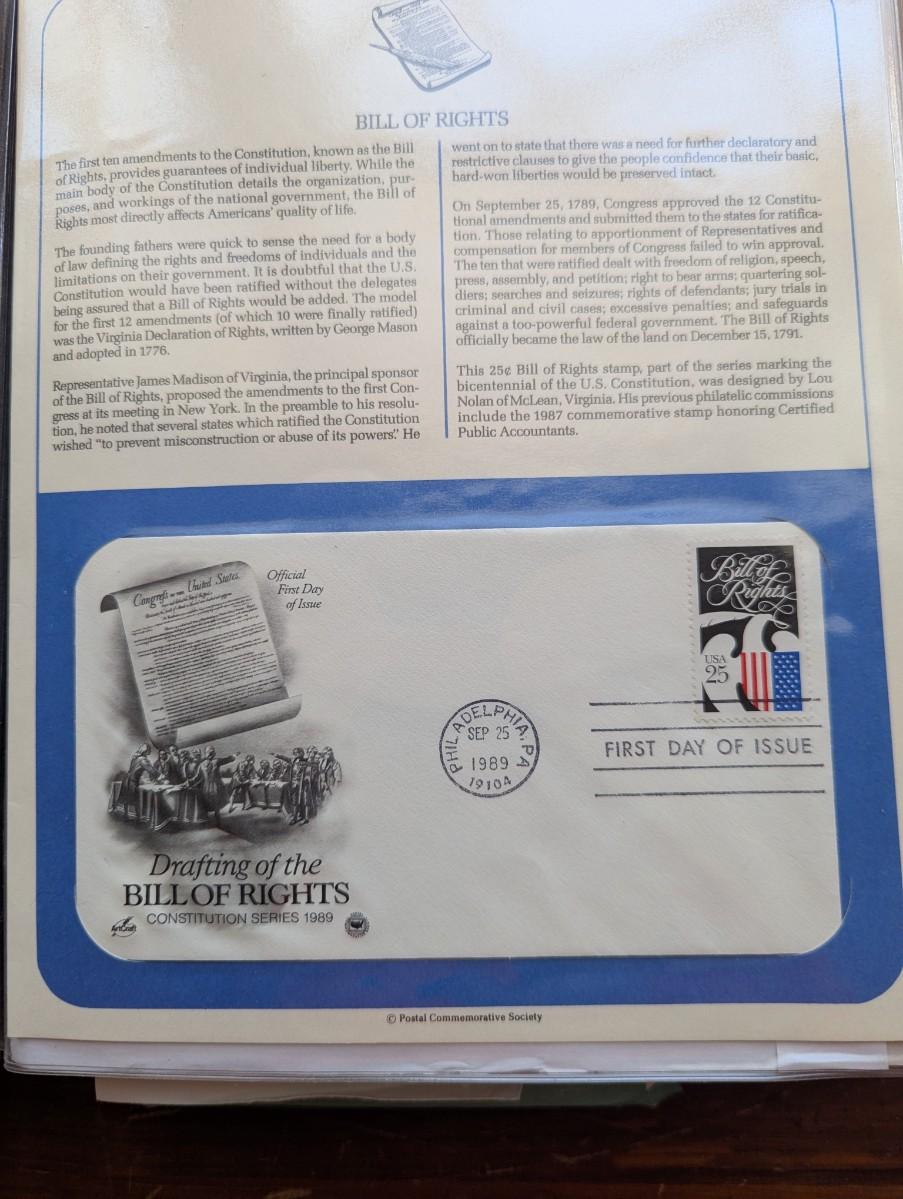 BILL OF RIGHTS
The first ten amendments to the Constitution, known as the Bill
of Rights, provides guarantees of individual liberty. While the
main body of the Constitution details the organization, pur-
poses, and workings of the national government, the Bill of
Rights most directly affects Americans' quality of life.
The founding fathers were quick to sense the need for a body
of law defining the rights and freedoms of individuals and the
limitations on their government. It is doubtful that the U.S.
Constitution would have been ratified without the delegates
being assured that a Bill of Rights would be added. The model
for the first 12 amendments (of which 10 were finally ratified)
was the Virginia Declaration of Rights, written by George Mason
and adopted in 1776.
Representative James Madison of Virginia, the principal sponsor
of the Bill of Rights, proposed the amendments to the first Con-
gress at its meeting in New York. In the preamble to his resolu-
tion, he noted that several states which ratified the Constitution
wished "to prevent misconstruction or abuse of its powers." He
went on to state that there was a need for further declaratory and
restrictive clauses to give the people confidence that their basic,
hard-won liberties would be preserved intact.
On September 25, 1789, Congress approved the 12 Constitu-
tional amendments and submitted them to the states for ratifica-
tion. Those relating to apportionment of Representatives and
compensation for members of Congress failed to win approval.
The ten that were ratified dealt with freedom of religion, speech,
press, assembly, and petition; right to bear arms; quartering sol-
diers; searches and seizures; rights of defendants; jury trials in
criminal and civil cases; excessive penalties; and safeguards
against a too-powerful federal government. The Bill of Rights
officially became the law of the land on December 15, 1791.
This 25¢ Bill of Rights stamp, part of the series marking the
bicentennial of the U.S. Constitution, was designed by Lou
Nolan of McLean, Virginia. His previous philatelic commissions
include the 1987 commemorative stamp honoring Certified
Public Accountants.
Congress OF THE United States.
Official
First Day
of Issue
Bill of
Rights
USA
25
PHILADELPHIA, PA
SEP 25
1989
19104
FIRST DAY OF ISSUE
Drafting of the
BILL OF RIGHTS
CONSTITUTION SERIES 1989
ArtCraft
© Postal Commemorative Society